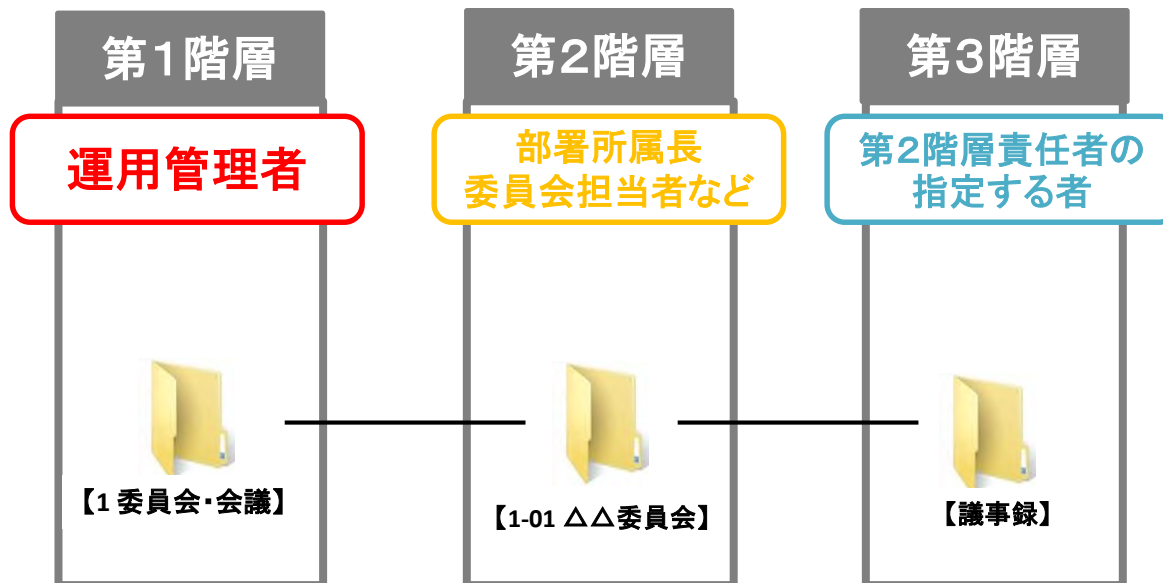 第1階層
第2階層
第3階層
運用管理者
部署所属長
委員会担当者など
第2階層責任者の
指定する者
【1 委員会・会議】
【1-01 △△委員会】
【議事録】